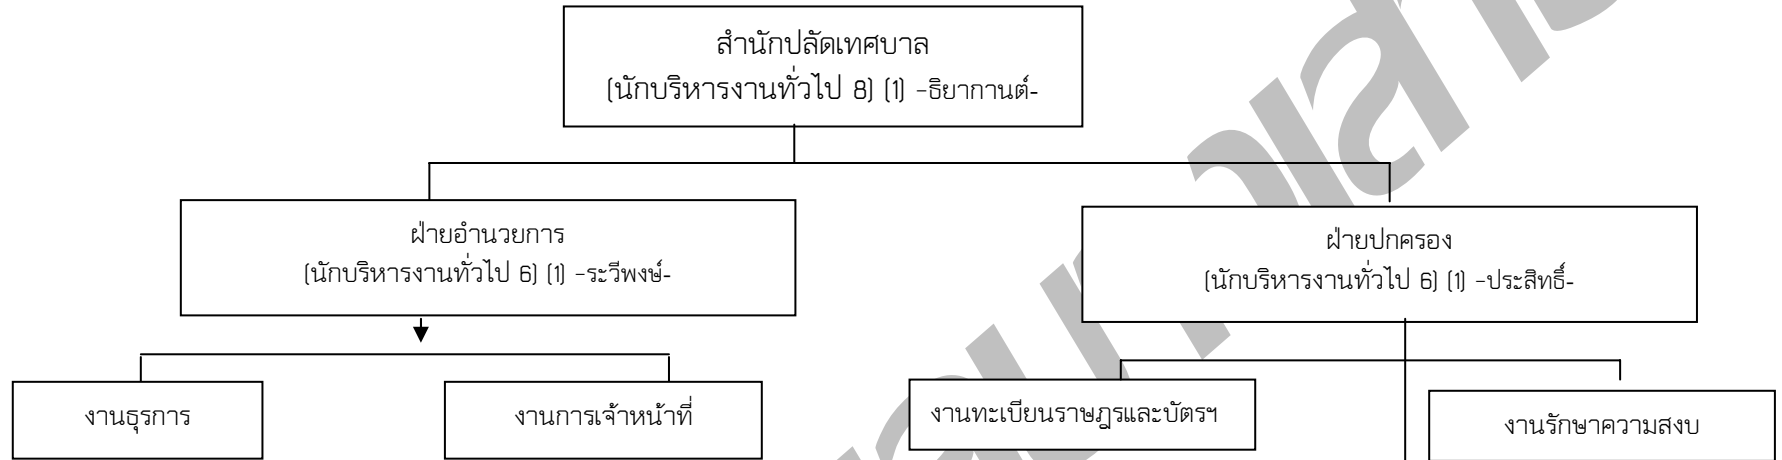 สำนักปลัดเทศบาล
(นักบริหารงานทั่วไป 8) (1) -ธิยากานต์-
ฝ่ายอำนวยการ
(นักบริหารงานทั่วไป 6) (1) -ระวีพงษ์-
ฝ่ายปกครอง
(นักบริหารงานทั่วไป 6) (1) -ประสิทธิ์-
งานธุรการ
งานการเจ้าหน้าที่
งานทะเบียนราษฎรและบัตรฯ
งานรักษาความสงบ